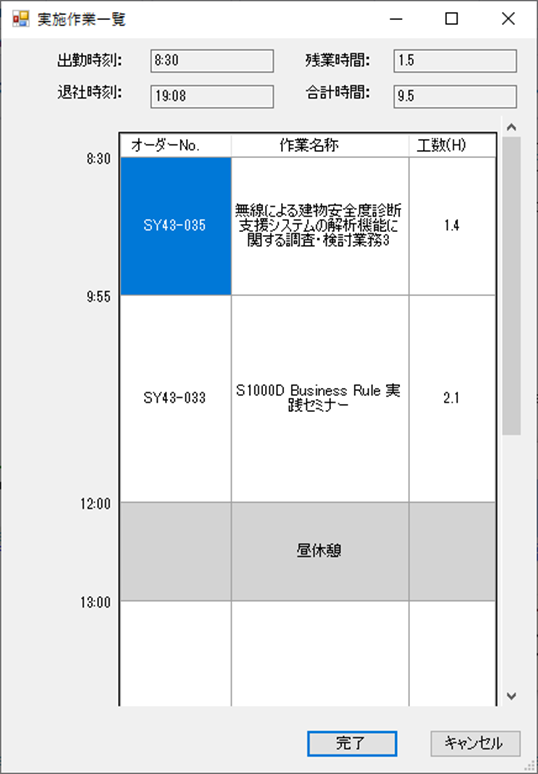 実施作業一覧
出勤時刻: 8:30 残業時間: 1.5
退社時刻: 19:08 合計時間: 9.5
オーダーNo. 作業名称 工数(H)
8:30
無線による建物安全度診断
SY43-035 支援システムの解析機能に 1.4
関する調査・検討業務3
9:55
S1000D Business Rule 実
SY43-033 2.1
践セミナー
12:00
昼休憩
13:00
完了 キャンセル